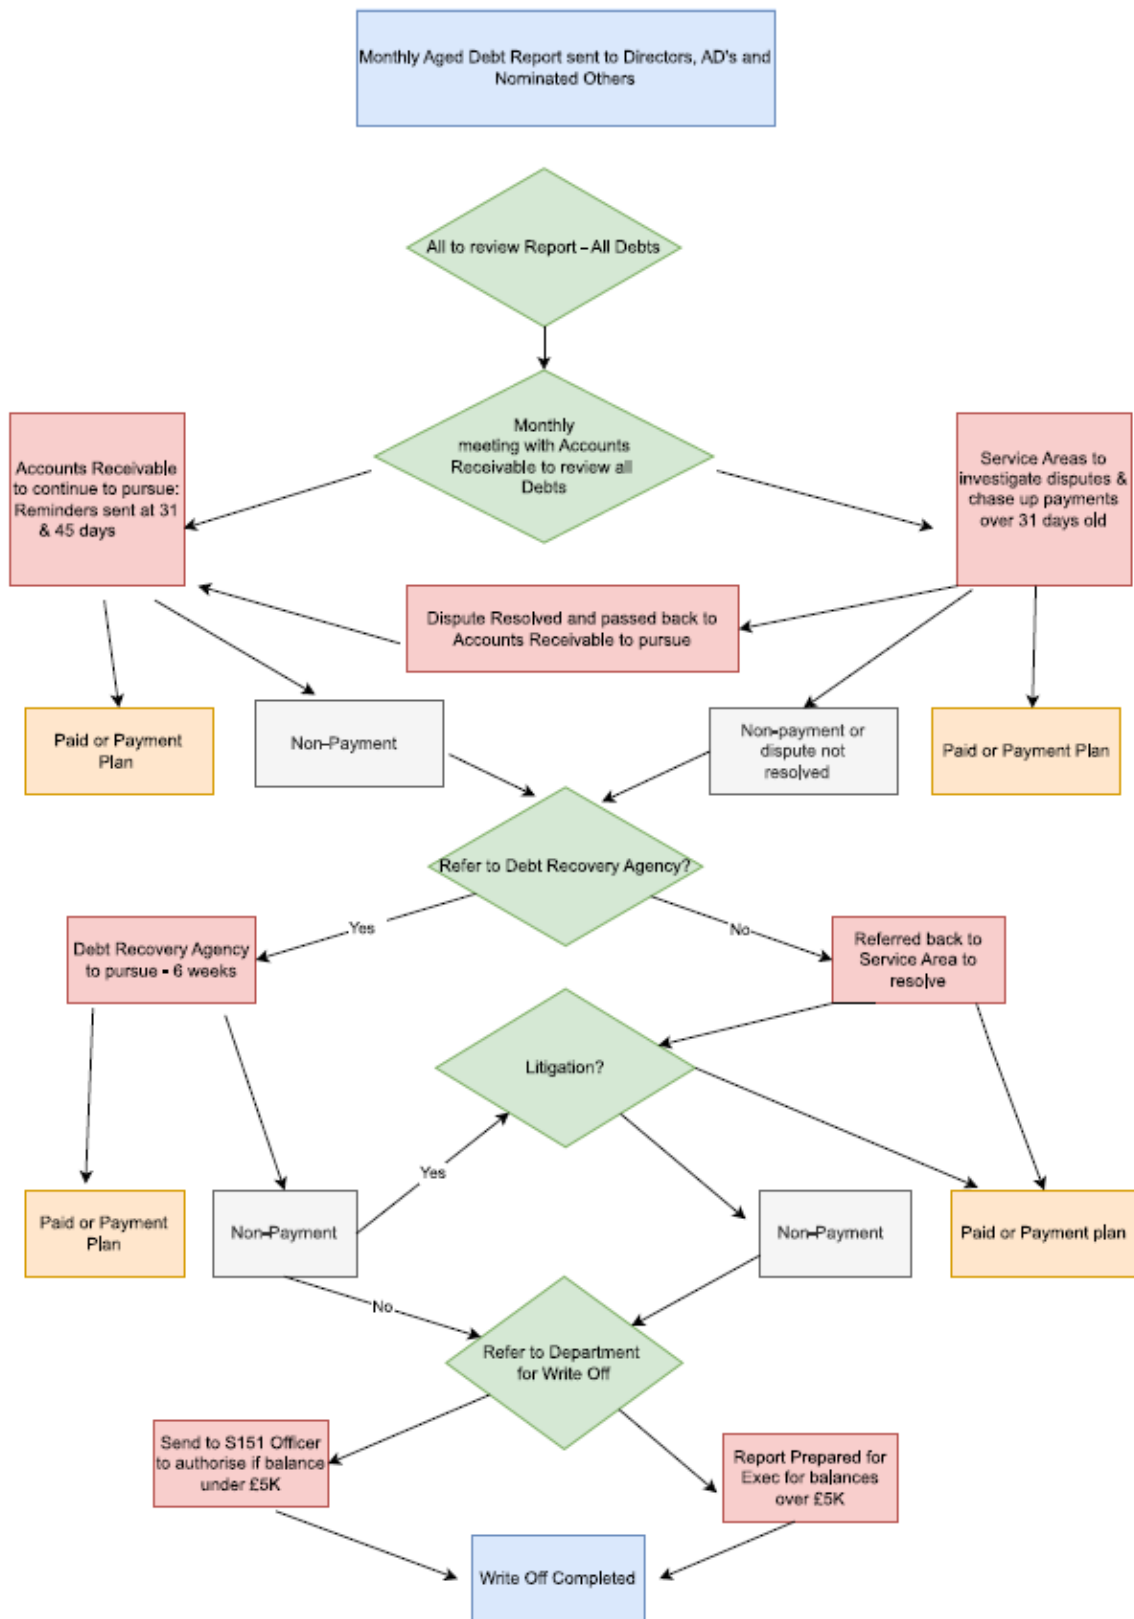 Monthly Aged Debt Report sent to Directors, AD's and
Nominated Others
All to review Report – All Debts
Monthly
meeting with Accounts
Receivable to review all
Debts
Accounts Receivable
to continue to pursue:
Reminders sent at 31
& 45 days
Service Areas to
investigate disputes &
chase up payments
over 31 days old
Dispute Resolved and passed back to
Accounts Receivable to pursue
Paid or Payment
Plan
Non-Payment
Non-payment or
dispute not
resolved
Paid or Payment Plan
Refer to Debt Recovery Agency?
Yes
No
Debt Recovery Agency
to pursue - 6 weeks
Referred back to
Service Area to
resolve
Litigation?
Yes
Paid or Payment
Plan
Non-Payment
Non-Payment
Paid or Payment plan
No
Refer to Department
for Write Off
Send to S151 Officer
to authorise if balance
under £5K
Report Prepared for
Exec for balances
over £5K
Write Off Completed